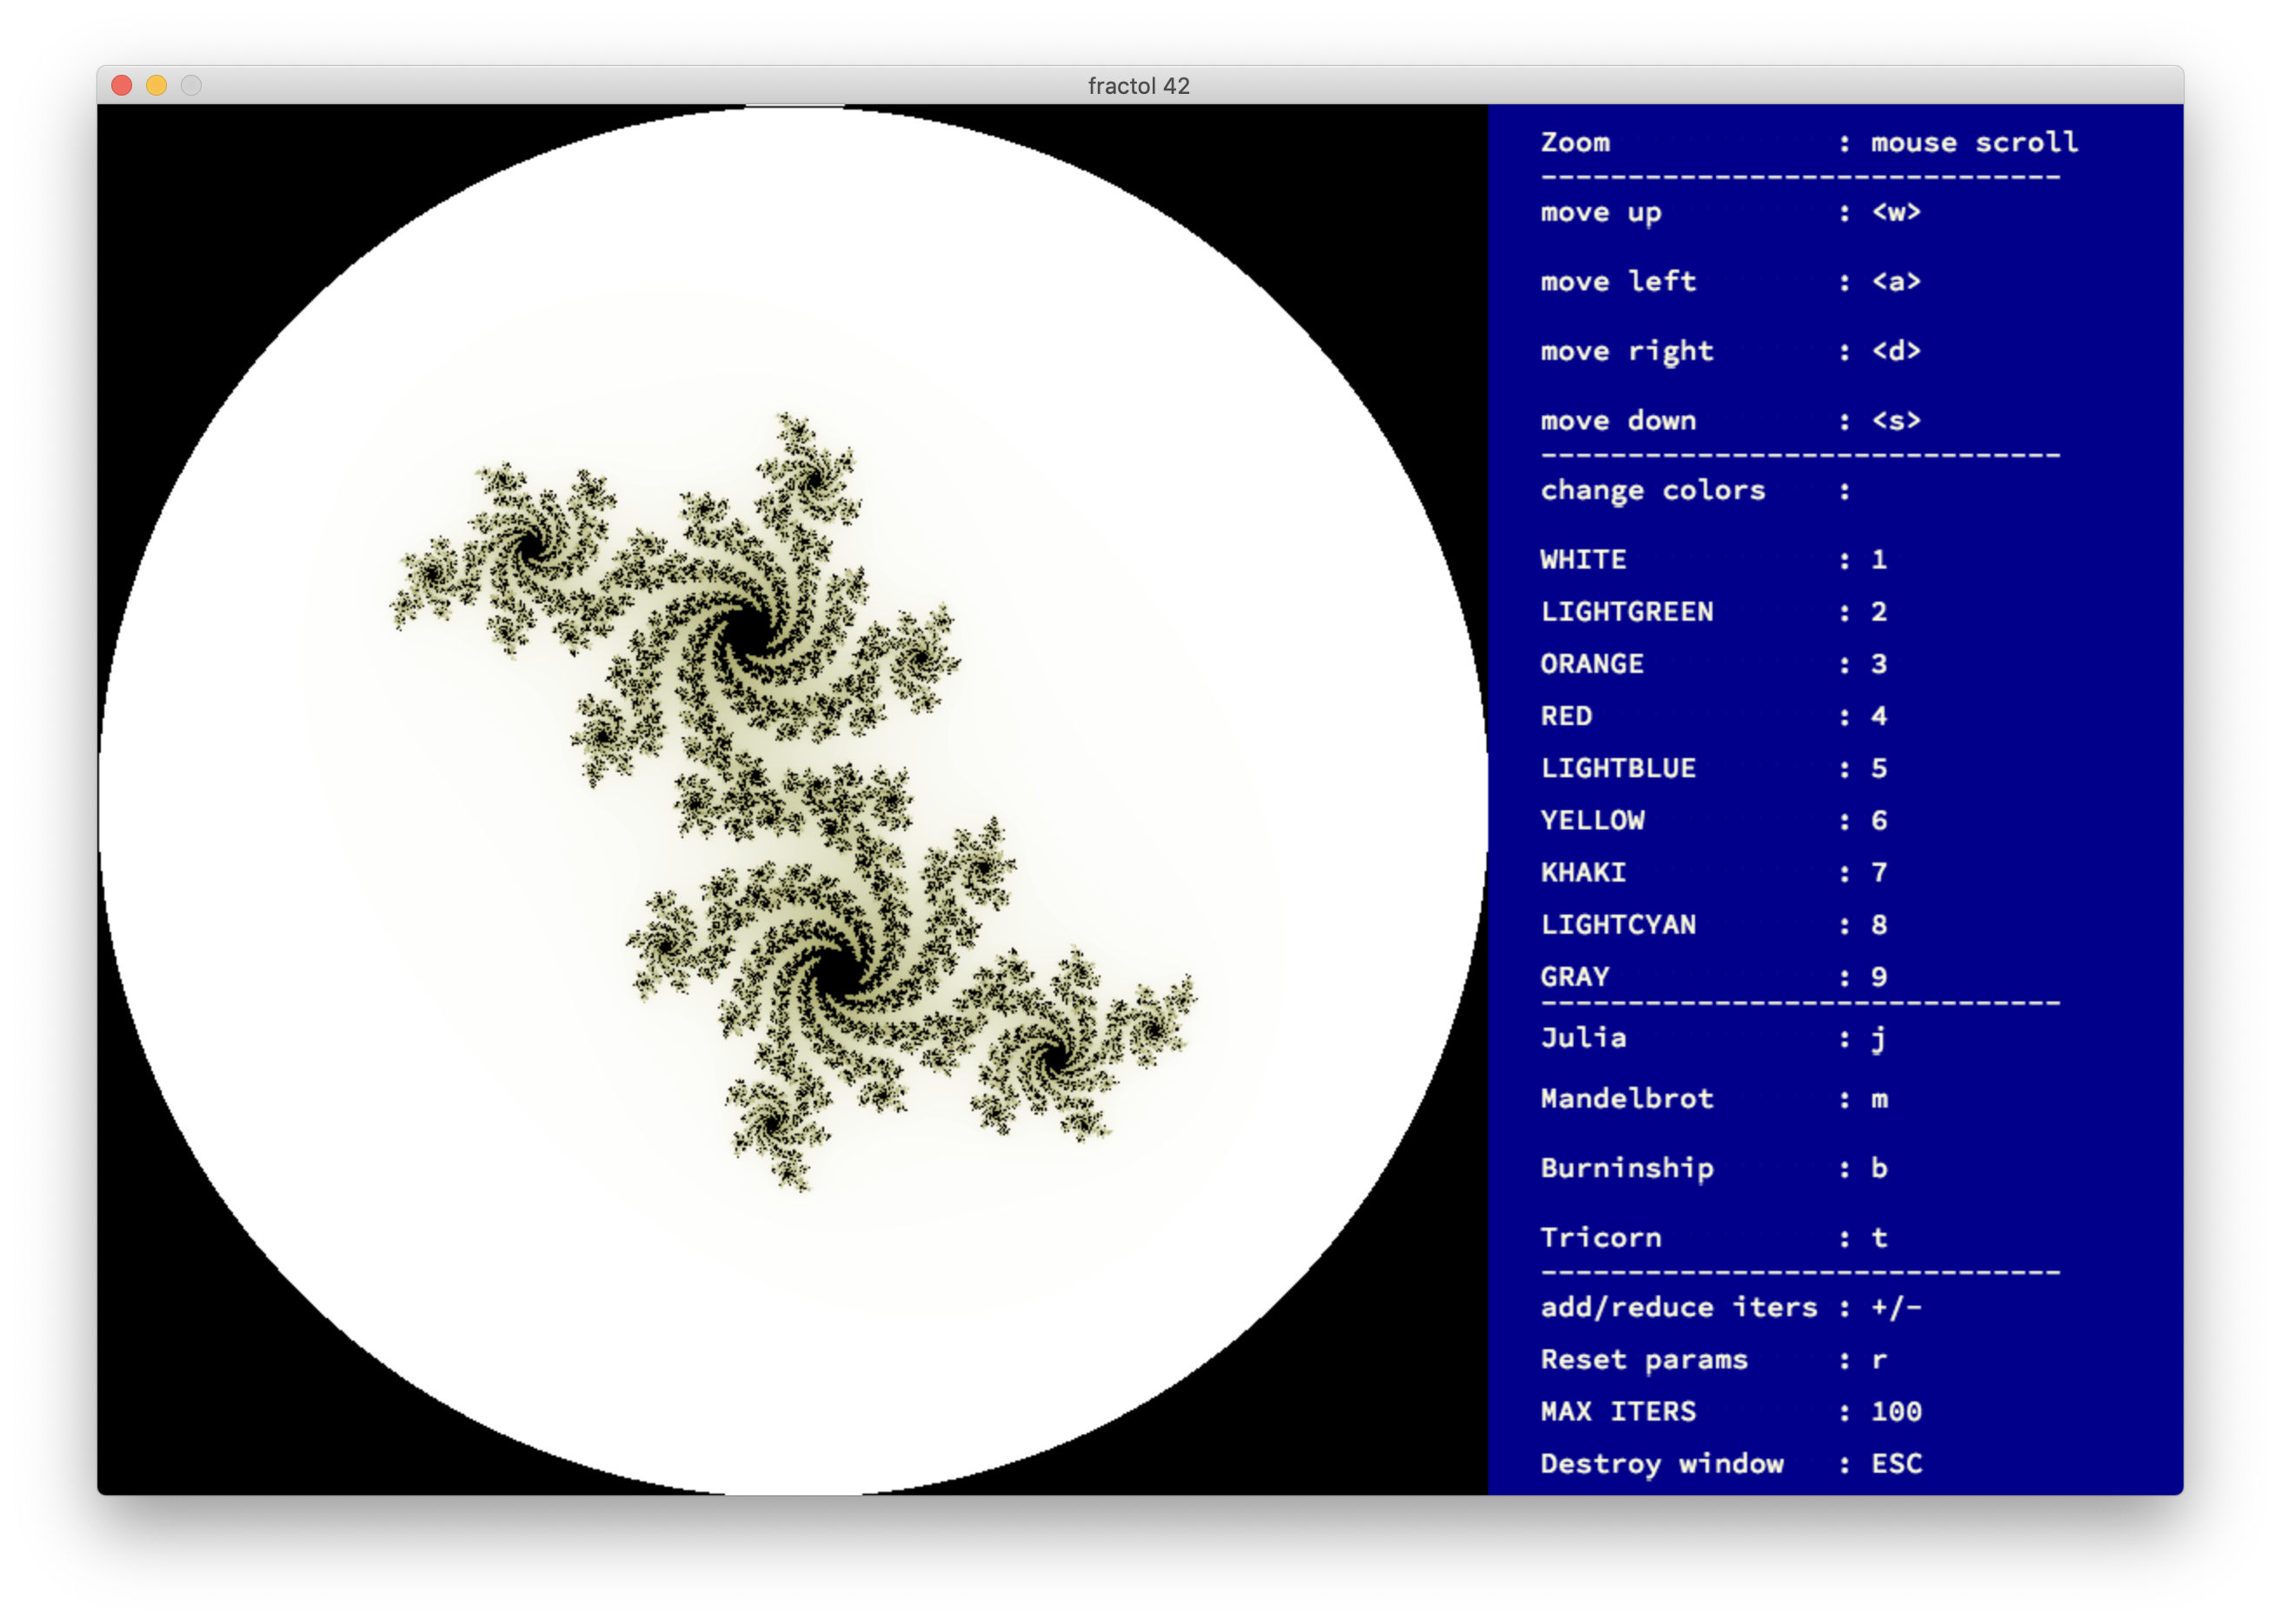 fractol 42
Zoom : mouse scroll
------------------------------
move up : <w>
move left : <a>
move right : <d>
move down : <s>
------------------------------
change colors :
WHITE : 1
LIGHTGREEN : 2
ORANGE : 3
RED : 4
LIGHTBLUE : 5
YELLOW : 6
KHAKI : 7
LIGHTCYAN : 8
GRAY : 9
------------------------------
Julia : j
Mandelbrot : m
Burninship : b
Tricorn : t
------------------------------
add/reduce iters : +/-
Reset params : r
MAX ITERS : 100
Destroy window : ESC